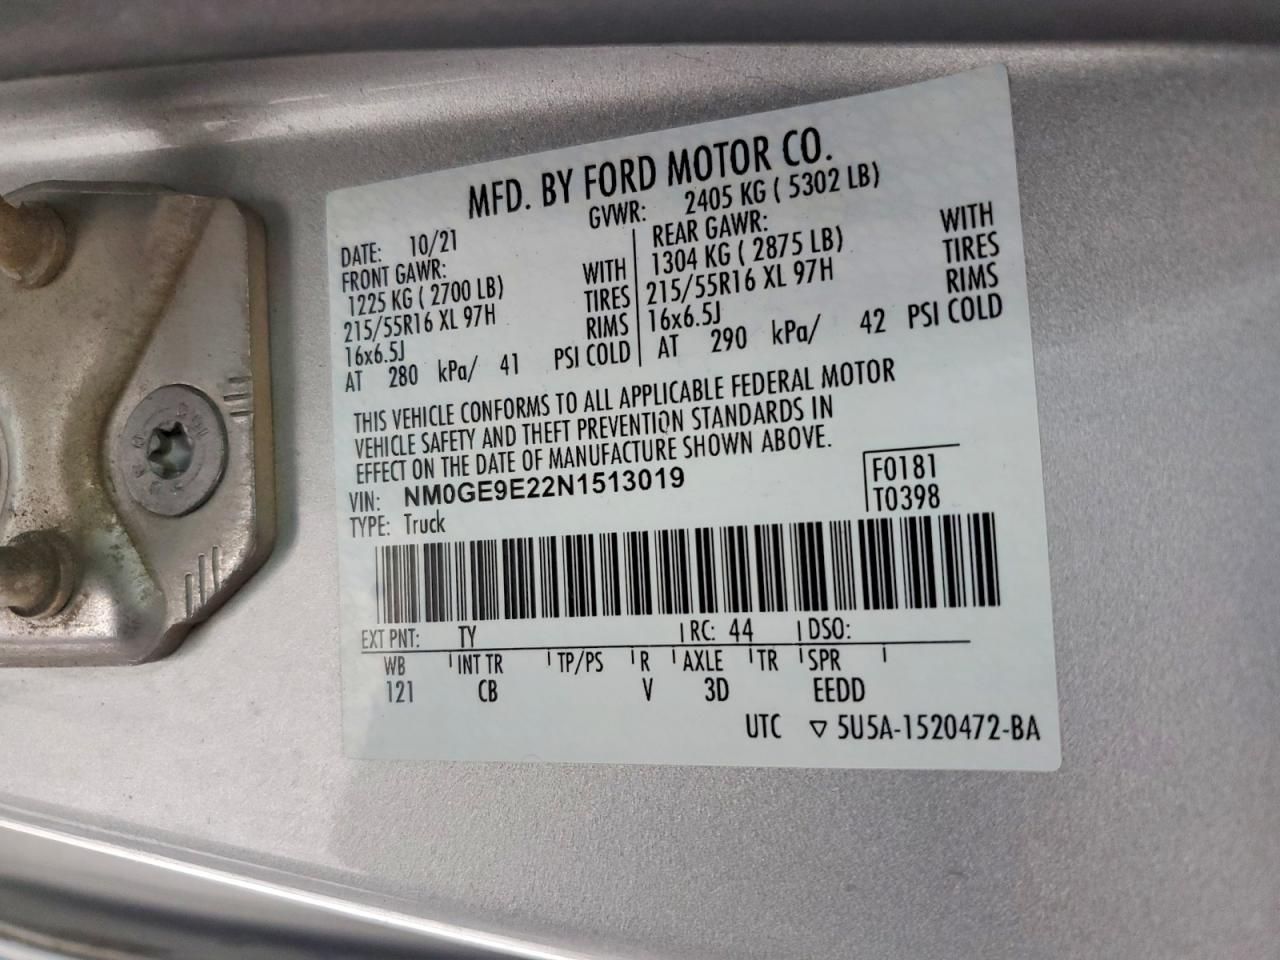 MFD. BY FORD MOTOR CO.
DATE: 10/21
GVWR: 2405 KG ( 5302 LB)
FRONT GAWR:
1225 KG ( 2700 LB) WITH
215/55R16 XL 97H TIRES
16x6.5J RIMS
AT 280 kPa/ 41 PSI COLD
REAR GAWR:
1304 KG ( 2875 LB) WITH
215/55R16 XL 97H TIRES
16x6.5J RIMS
AT 290 kPa/ 42 PSI COLD
THIS VEHICLE CONFORMS TO ALL APPLICABLE FEDERAL MOTOR
VEHICLE SAFETY AND THEFT PREVENTION STANDARDS IN
EFFECT ON THE DATE OF MANUFACTURE SHOWN ABOVE.
VIN: NM0GE9E22N1513019
TYPE: Truck
F0181
T0398
EXT PNT: TY RC: 44 DSO:
WB INT TR TP/PS R AXLE TR SPR
121 CB V 3D EEDD
UTC ▽ 5U5A-1520472-BA